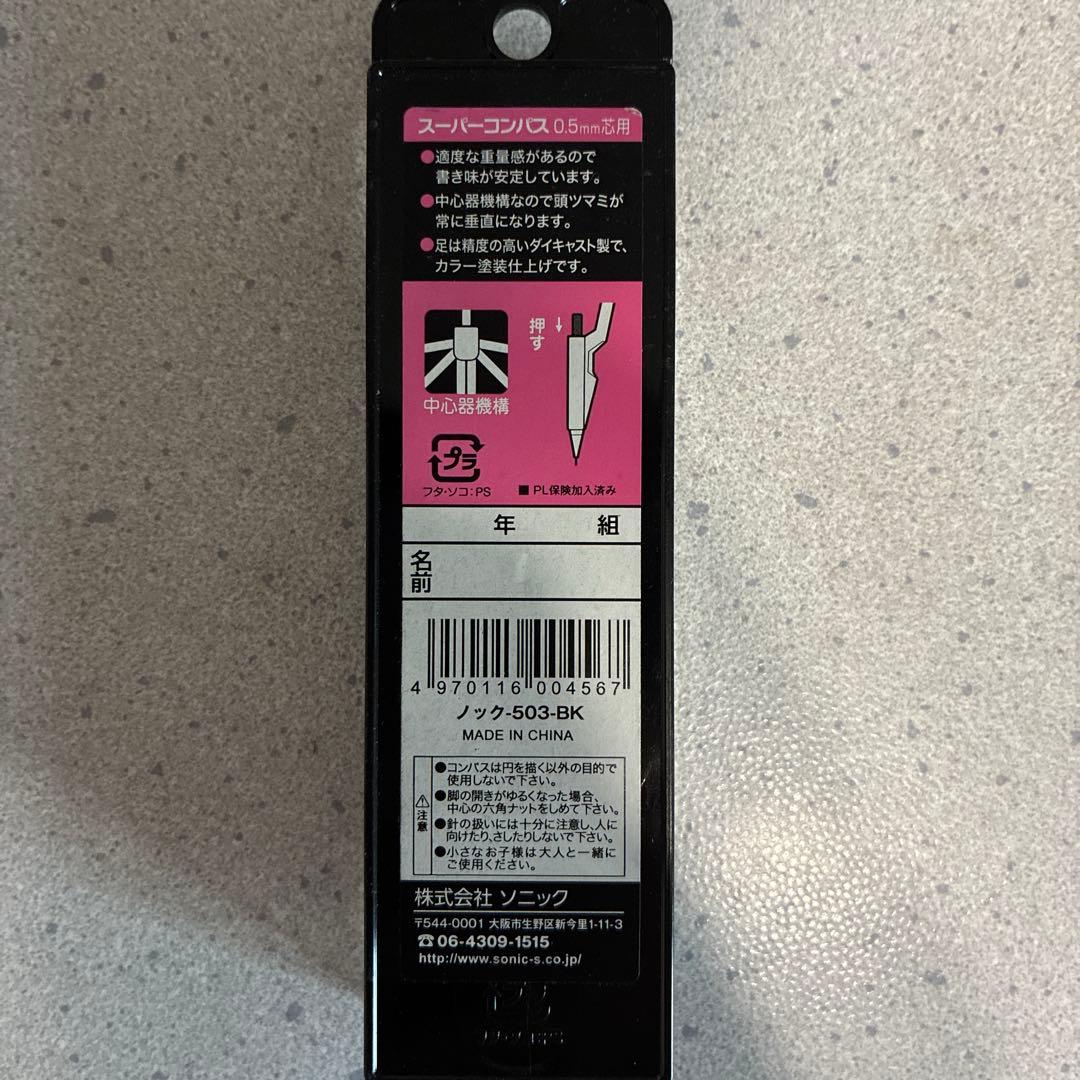 スーパーコンパス 0.5mm芯用
●適度な重量感があるので
書き味が安定しています。
●中心器機構なので頭ツマミが
常に垂直になります。
●足は精度の高いダイキャスト製で、
カラー塗装仕上げです。
押す
中心器機構
プラ
フタ・ソコ：PS
■ PL保険加入済み
年 組
名前
4 970116 004567
ノック-503-BK
MADE IN CHINA
注意
●コンパスは円を描く以外の目的で
使用しないで下さい。
●脚の開きがゆるくなった場合、
中心の六角ナットをしめて下さい。
●針の扱いには十分に注意し、人に
向けたり、さしたりしないで下さい。
●小さなお子様は大人と一緒に
ご使用ください。
株式会社 ソニック
〒544-0001 大阪市生野区新今里1-11-3
☎06-4309-1515
http://www.sonic-s.co.jp/